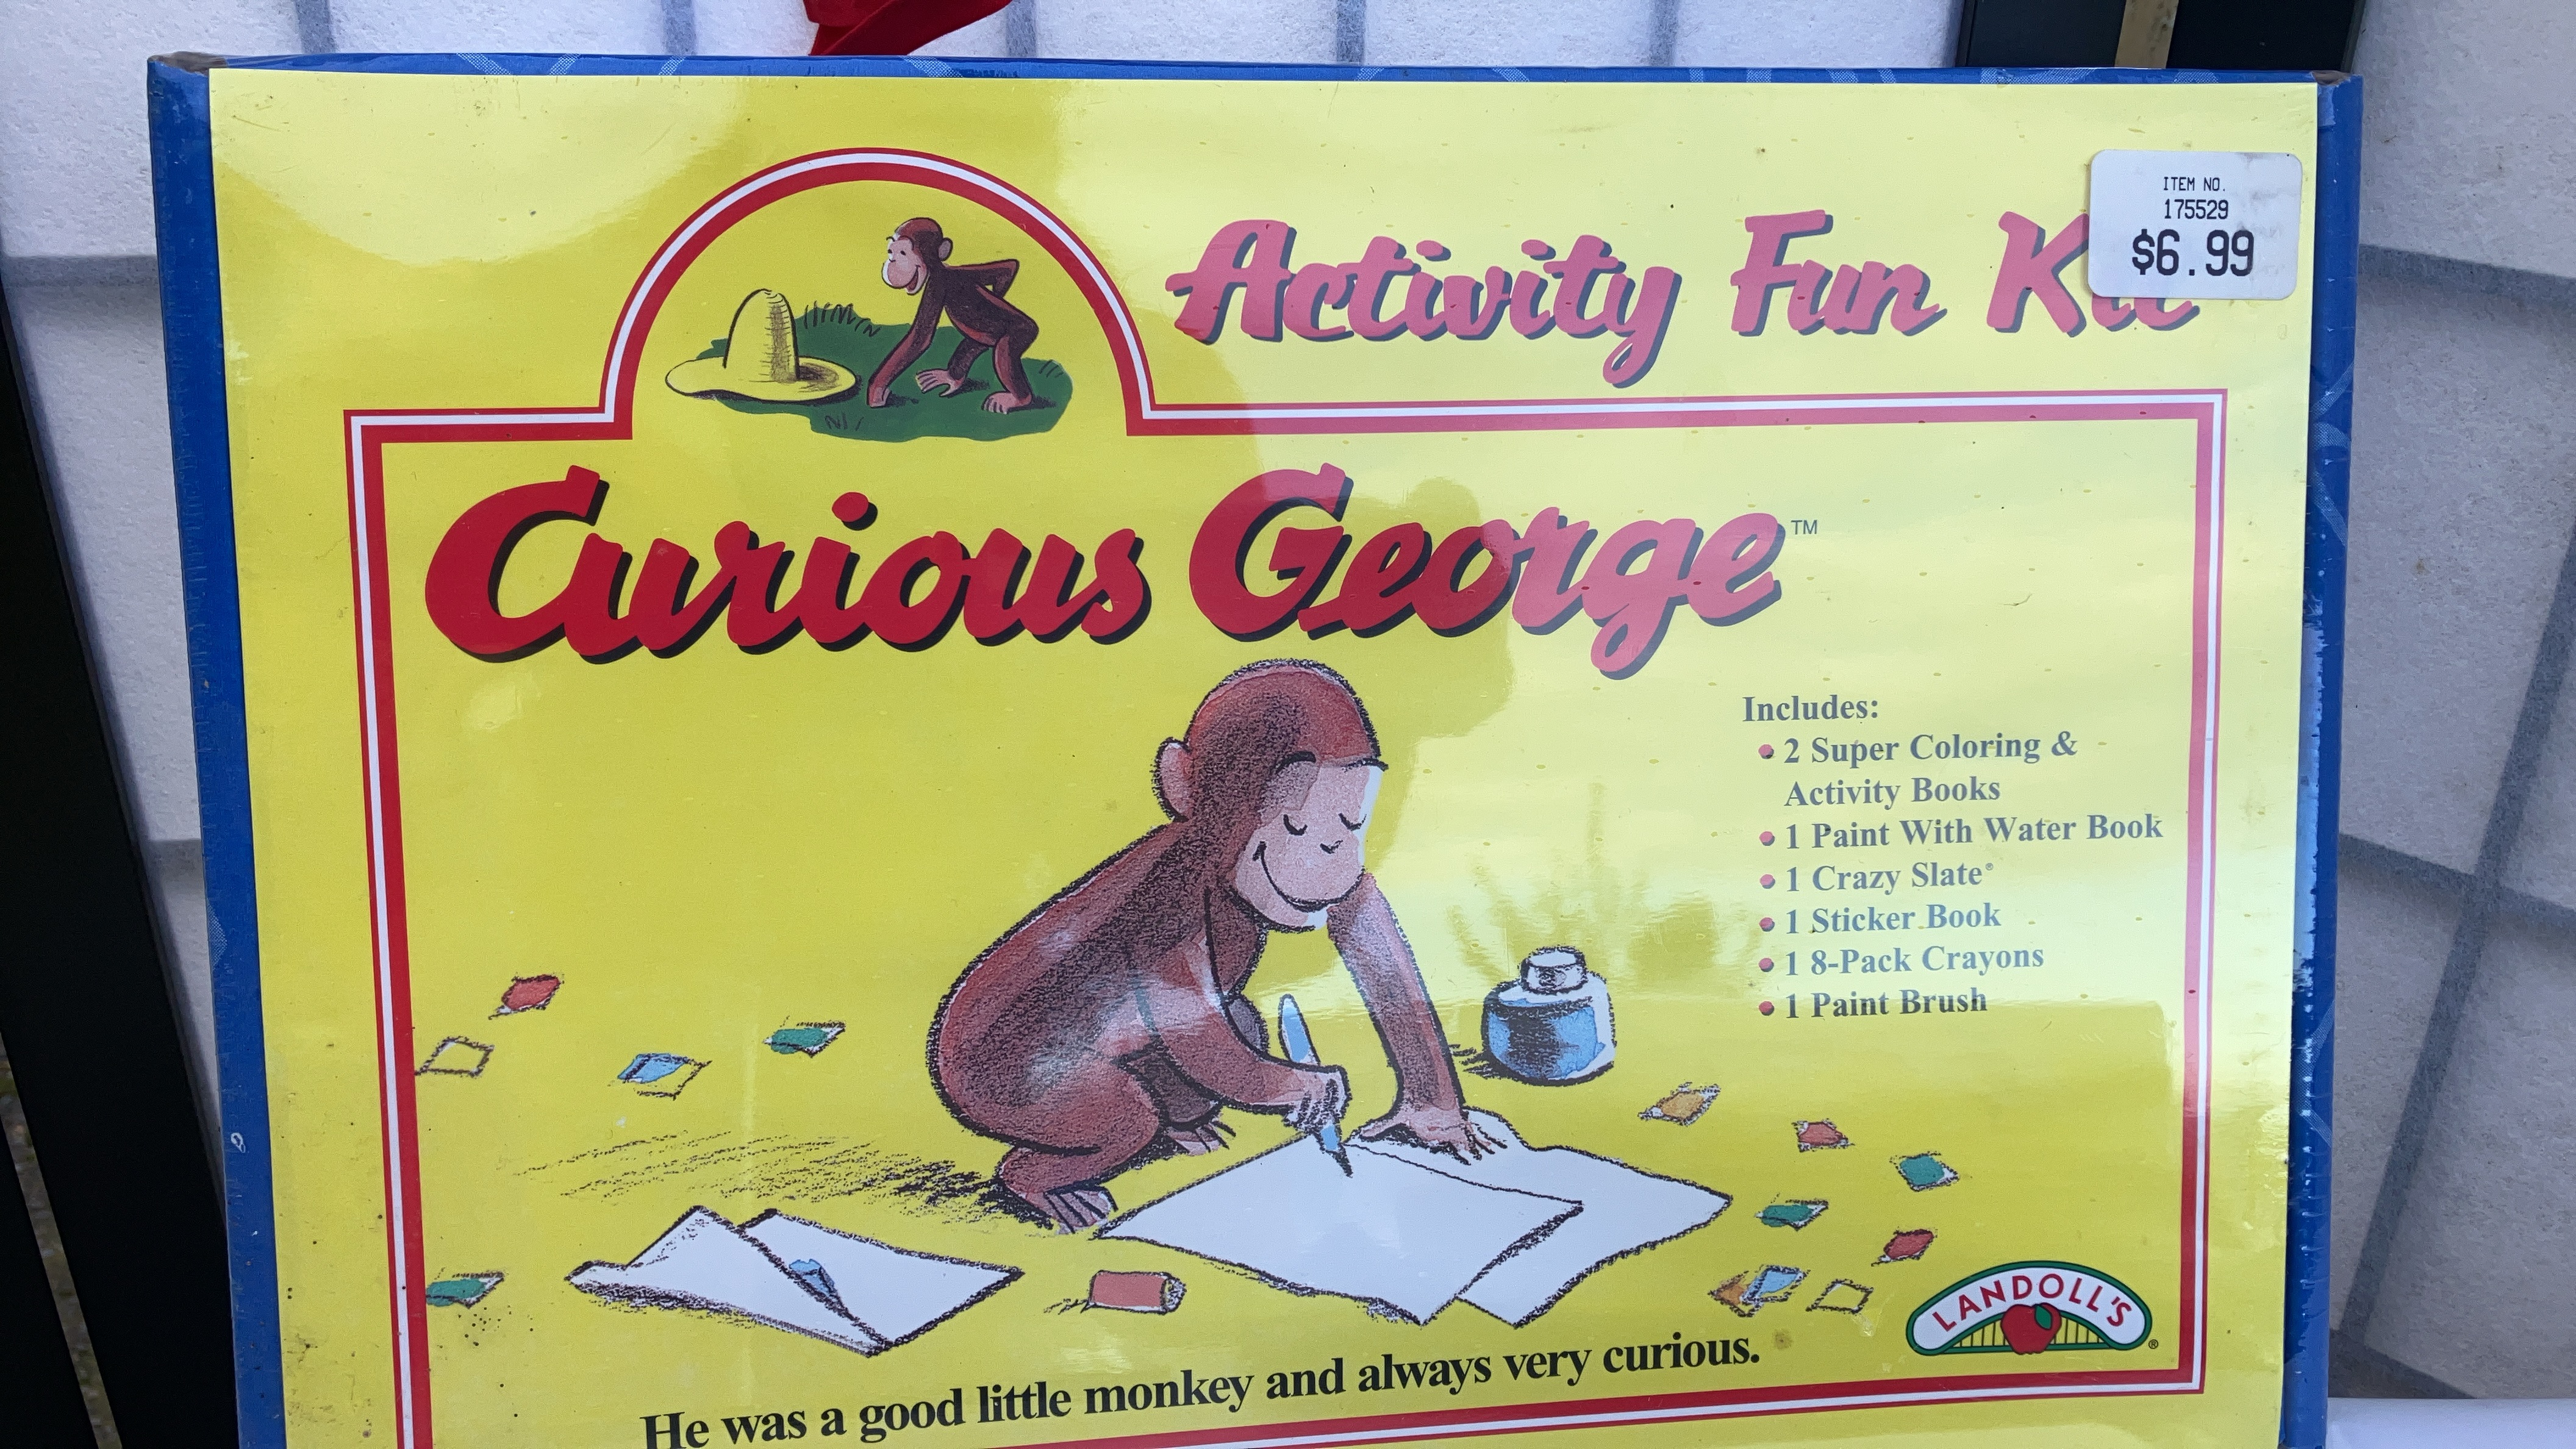 ITEM NO.
175529
$6.99
Activity Fun Kit
Curious George™
Includes:
• 2 Super Coloring &
Activity Books
• 1 Paint With Water Book
• 1 Crazy Slate®
• 1 Sticker Book
• 1 8-Pack Crayons
• 1 Paint Brush
LANDOLL'S®
He was a good little monkey and always very curious.